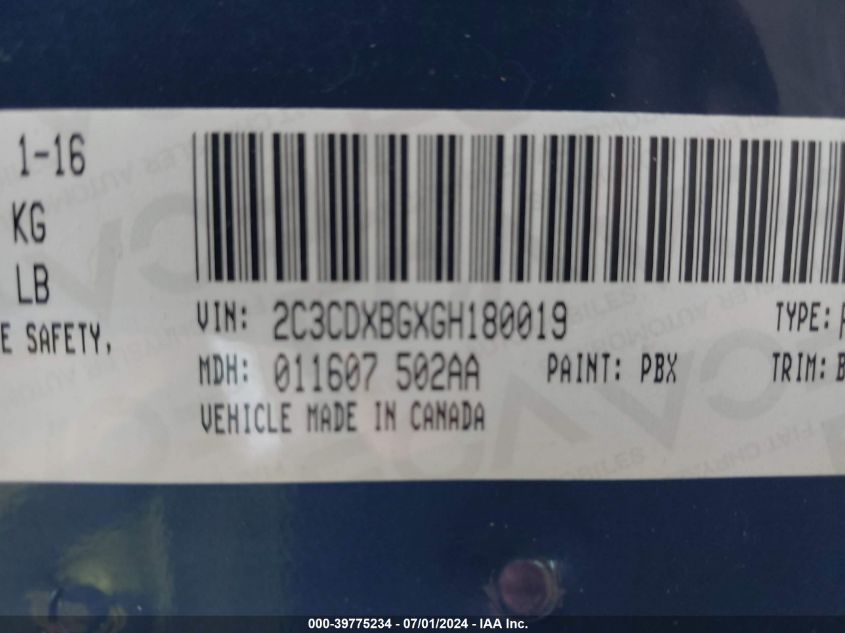 1-16
KG
LB
E SAFETY,
VIN: 2C3CDXBGXGH180019 TYPE:
MDH: 011607 502AA PAINT: PBX TRIM: B
VEHICLE MADE IN CANADA
000-39775234 - 07/01/2024 - IAA Inc.